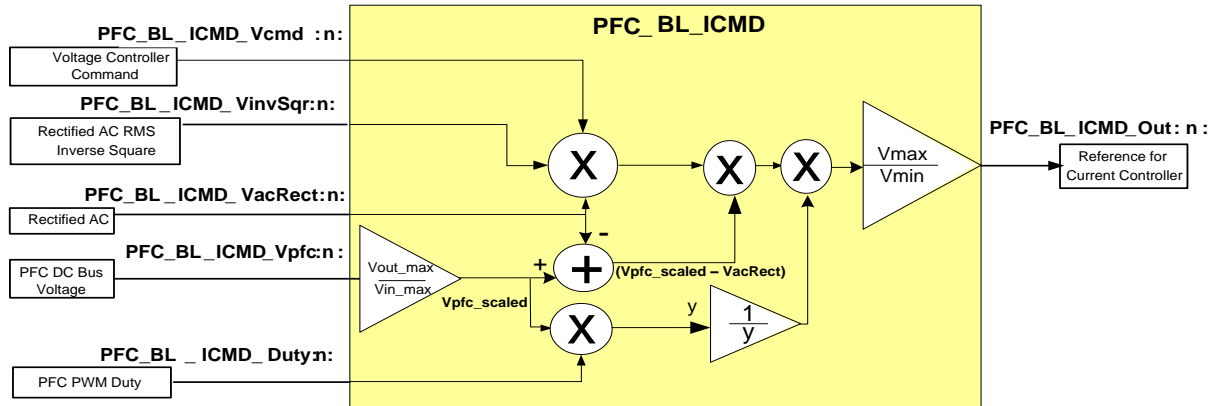 PFC_BL_ICMD
PFC_BL_ICMD_Vcmd :n:
Voltage Controller
Command
PFC_BL_ICMD_VinvSqr:n:
Rectified AC RMS
Inverse Square
PFC_BL_ICMD_VacRect:n:
Rectified AC
PFC_BL_ICMD_Vpfc:n:
PFC DC Bus
Voltage
PFC_BL_ICMD_Duty:n:
PFC PWM Duty
Vout_max
Vin_max
Vpfc_scaled
X
-
+
+
(Vpfc_scaled – VacRect)
X
y
1
y
X
X
Vmax
Vmin
PFC_BL_ICMD_Out:n:
Reference for
Current Controller